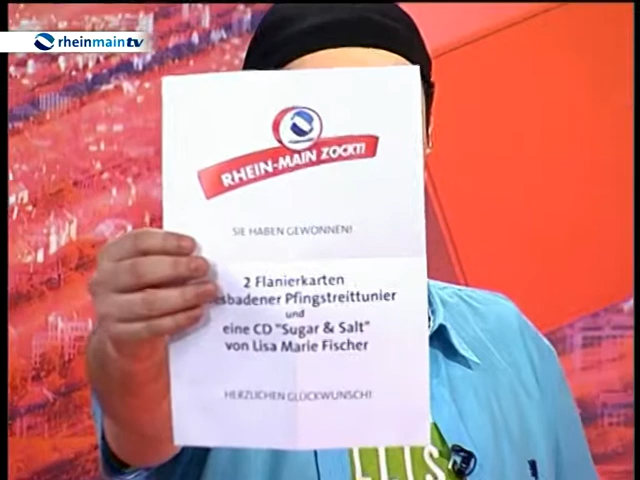 rheinmaintv
RHEIN-MAIN ZOCKT!
SIE HABEN GEWONNEN!
2 Flanierkarten
sbadener Pfingstreittunier
und
eine CD "Sugar & Salt"
von Lisa Marie Fischer
HERZLICHEN GLÜCKWUNSCH!